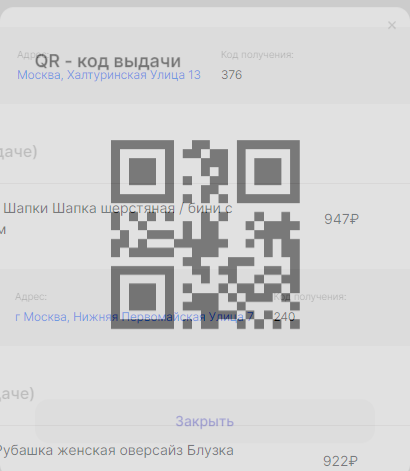 ×
Адрес:
Код получения:
QR - код выдачи
Москва, Халтуринская Улица 13
376
даче)
Шапки Шапка шерстяная / бини с
947₽
м
Адрес:
Код получения:
г Москва, Нижняя Первомайская Улица 7
240
даче)
Закрыть
Рубашка женская оверсайз Блузка
922₽